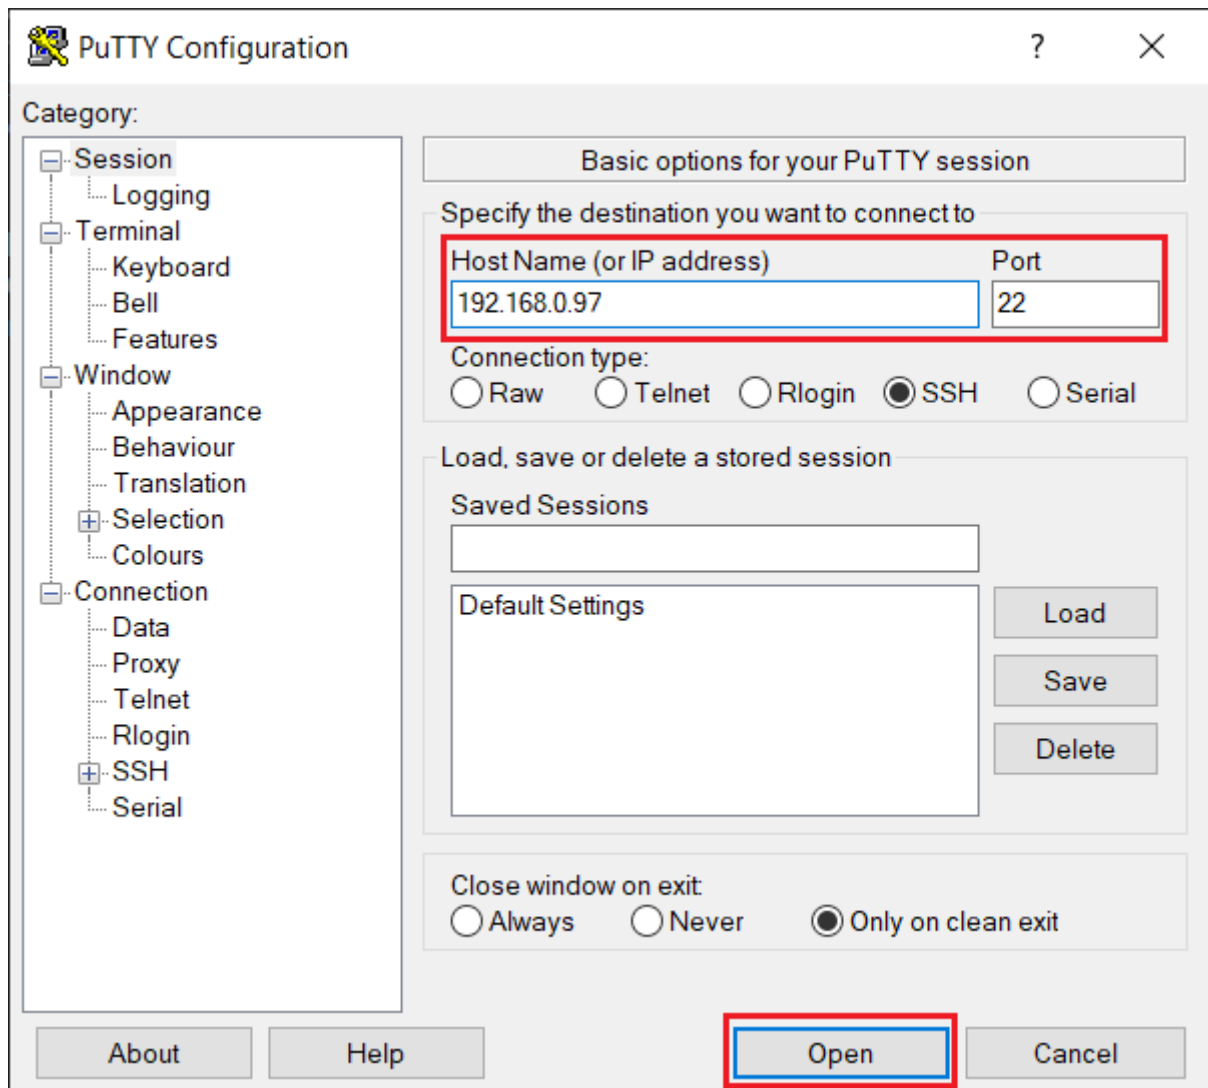 PuTTY Configuration
?
Category:
Session
Logging
Terminal
Keyboard
Bell
Features
Window
Appearance
Behaviour
Translation
Selection
Colours
Connection
Data
Proxy
Telnet
Rlogin
SSH
Serial
Basic options for your PuTTY session
Specify the destination you want to connect to
Host Name (or IP address) Port
192.168.0.97 22
Connection type:
Raw Telnet Rlogin SSH Serial
Load, save or delete a stored session
Saved Sessions
Default Settings
Load
Save
Delete
Close window on exit:
Always Never Only on clean exit
About Help Open Cancel